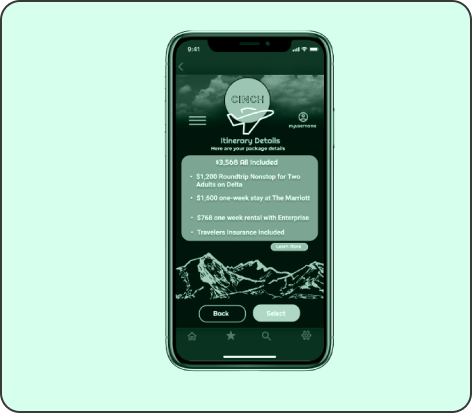 9:41
CINCH
myusername
Itinerary Details
Here are your package details
$3,568 All Included
• $1,200 Roundtrip Nonstop for Two
Adults on Delta
• $1,600 one-week stay at The Marriott
• $768 one week rental with Enterprise
• Travelers Insurance Included
Learn More
Back
Select